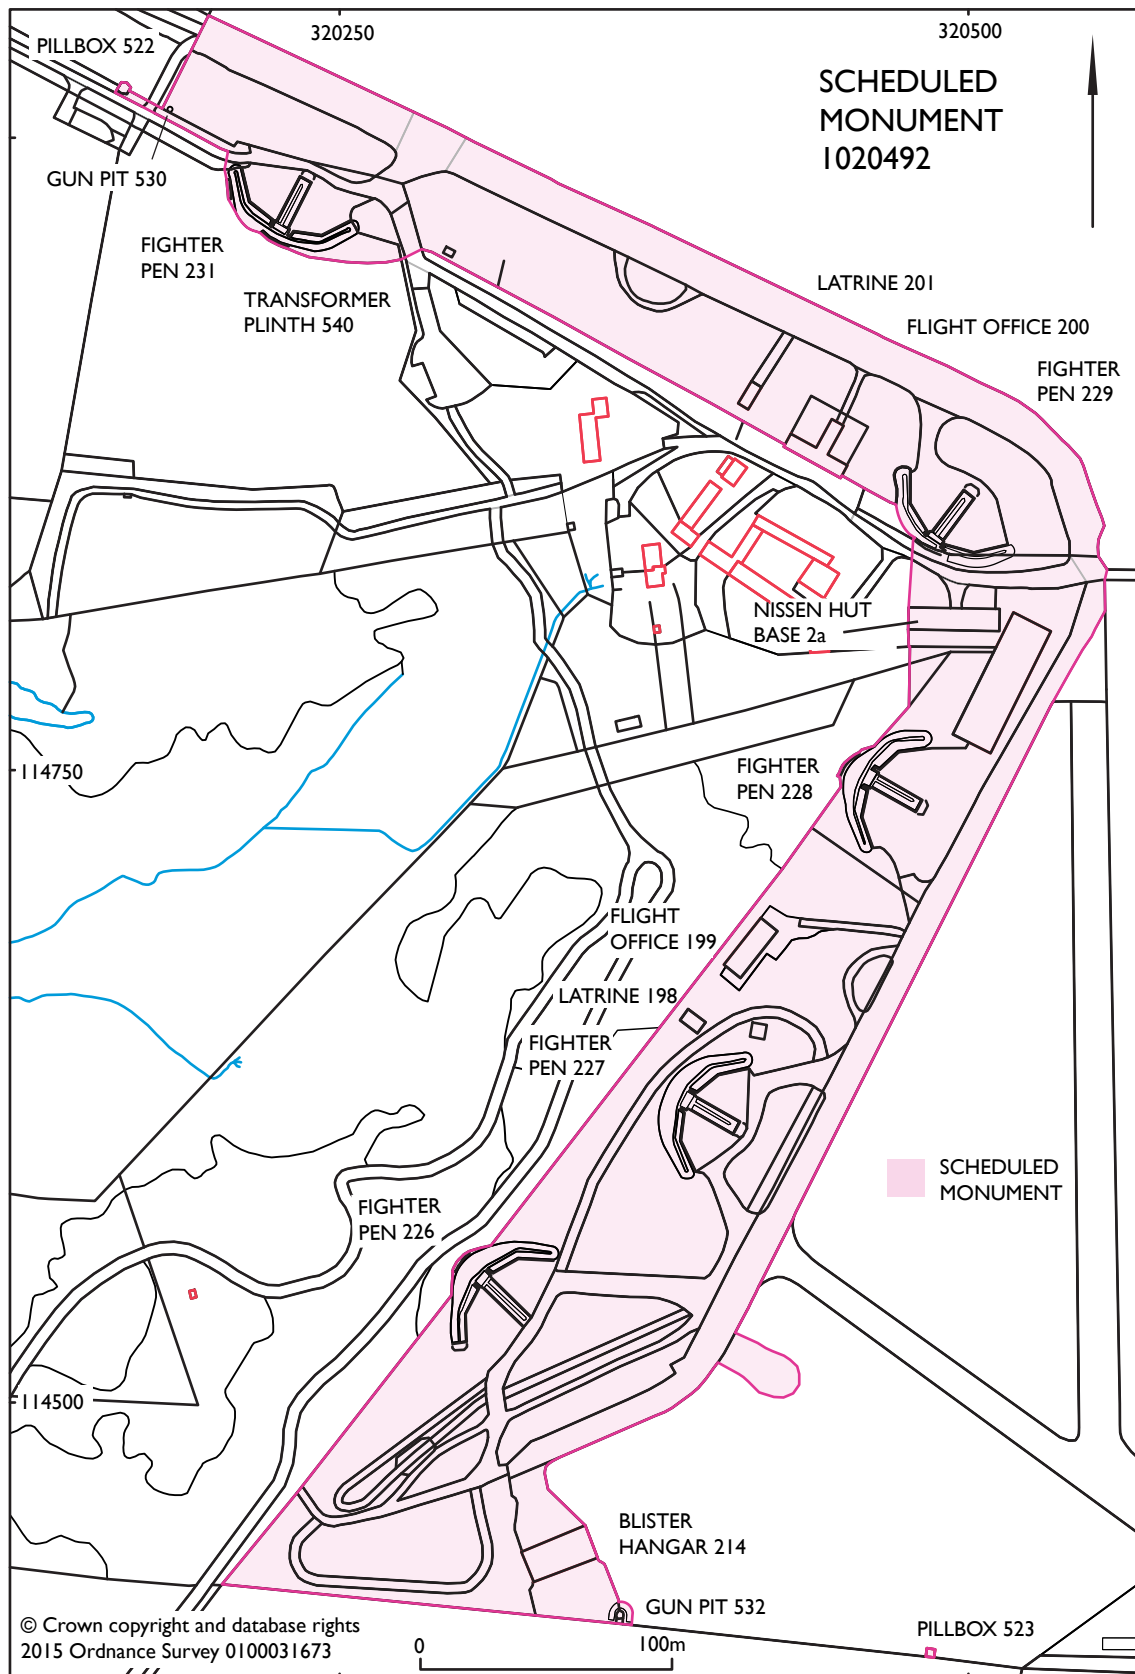 320250
320500
PILLBOX 522
SCHEDULED
MONUMENT
1020492
GUN PIT 530
FIGHTER
PEN 231
TRANSFORMER
PLINTH 540
LATRINE 201
FLIGHT OFFICE 200
FIGHTER
PEN 229
NISSEN HUT
BASE 2a
114750
FIGHTER
PEN 228
FLIGHT
OFFICE 199
LATRINE 198
FIGHTER
PEN 227
SCHEDULED
MONUMENT
FIGHTER
PEN 226
114500
BLISTER
HANGAR 214
GUN PIT 532
PILLBOX 523
© Crown copyright and database rights
2015 Ordnance Survey 0100031673
0
100m